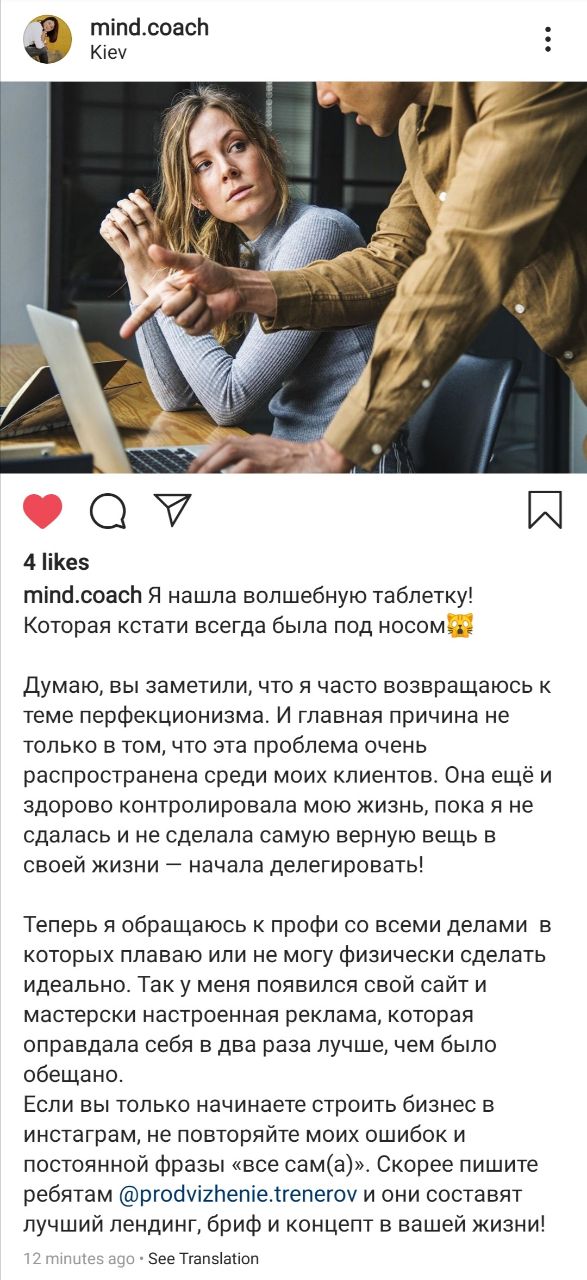 mind.coach
Kiev
4 likes
mind.coach Я нашла волшебную таблетку!
Которая кстати всегда была под носом🙀
Думаю, вы заметили, что я часто возвращаюсь к
теме перфекционизма. И главная причина не
только в том, что эта проблема очень
распространена среди моих клиентов. Она ещё и
здорово контролировала мою жизнь, пока я не
сдалась и не сделала самую верную вещь в
своей жизни — начала делегировать!
Теперь я обращаюсь к профи со всеми делами  в
которых плаваю или не могу физически сделать
идеально. Так у меня появился свой сайт и
мастерски настроенная реклама, которая
оправдала себя в два раза лучше, чем было
обещано.
Если вы только начинаете строить бизнес в
инстаграм, не повторяйте моих ошибок и
постоянной фразы «все сам(а)». Скорее пишите
ребятам @prodvizhenie.trenerov и они составят
лучший лендинг, бриф и концепт в вашей жизни!
12 minutes ago · See Translation